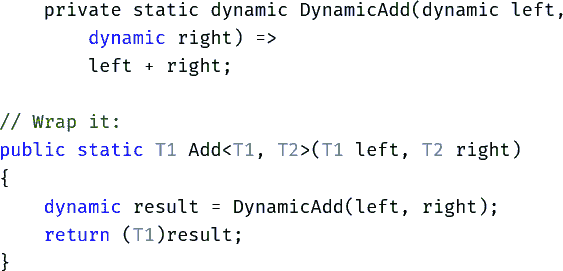 private static dynamic DynamicAdd(dynamic left,
dynamic right) =>
left + right;
// Wrap it:
public static T1 Add<T1, T2>(T1 left, T2 right)
{
dynamic result = DynamicAdd(left, right);
return (T1)result;
}